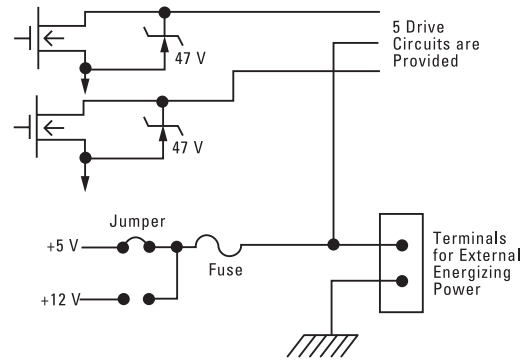 47 V
5 Drive
Circuits are
Provided
47 V
Jumper
+5 V
Fuse
+12 V
Terminals
for External
Energizing
Power